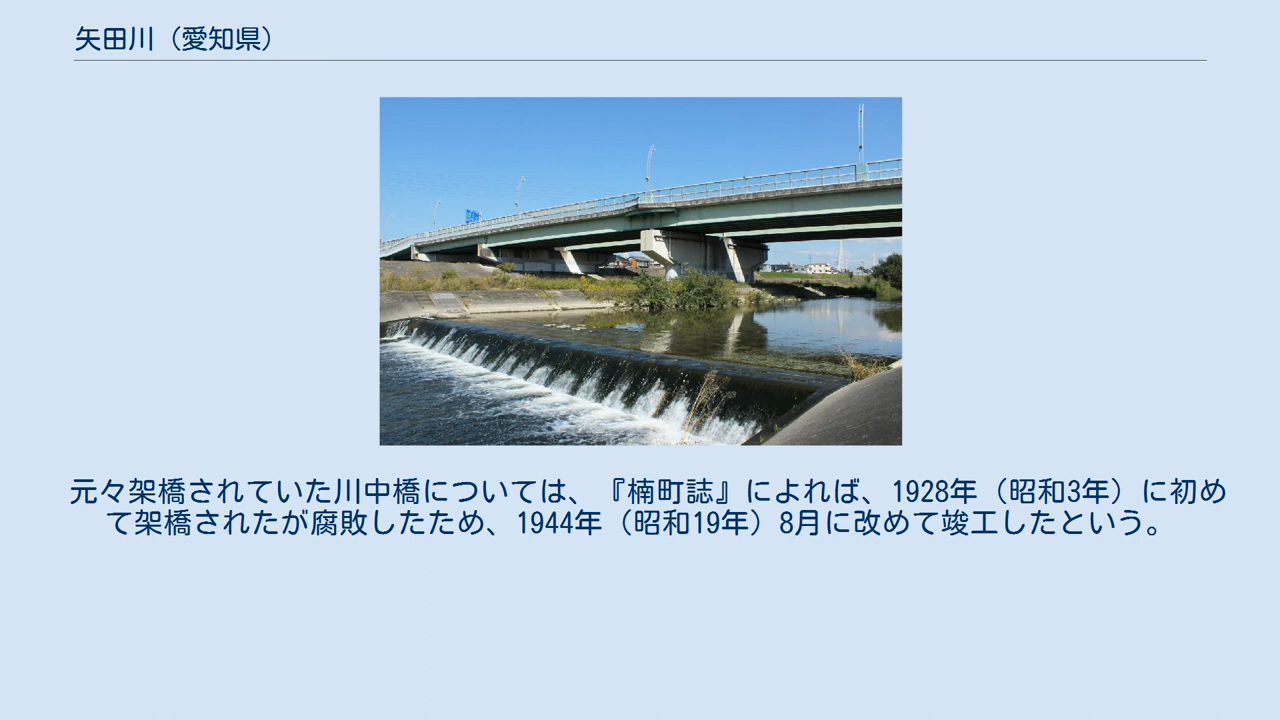 矢田川（愛知県）
元々架橋されていた川中橋については、『楠町誌』によれば、1928年（昭和3年）に初め
て架橋されたが腐敗したため、1944年（昭和19年）8月に改めて竣工したという。